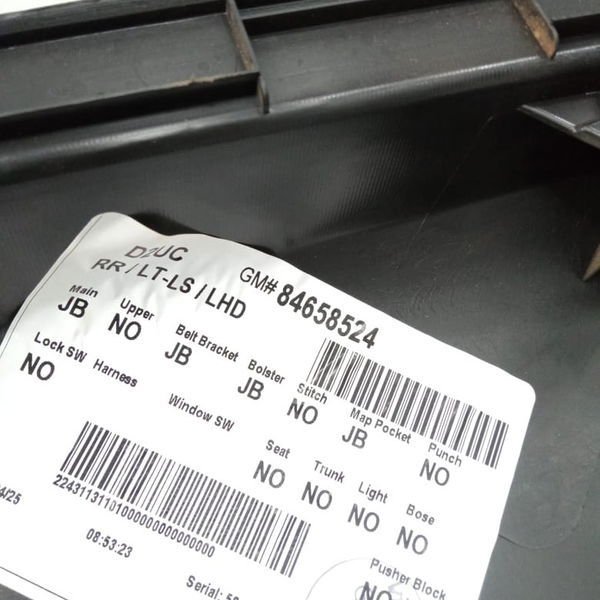 D2UC
RR / LT-LS / LHD
GM# 84658524
Main Upper Belt Bracket Bolster Stitch Map Pocket Punch
JB NO JB JB NO JB NO
Lock SW Harness Window SW Seat Trunk Light Bose
NO NO NO NO NO
224311311010000000000000000
Pusher Block
NO
08:53:23
Serial: